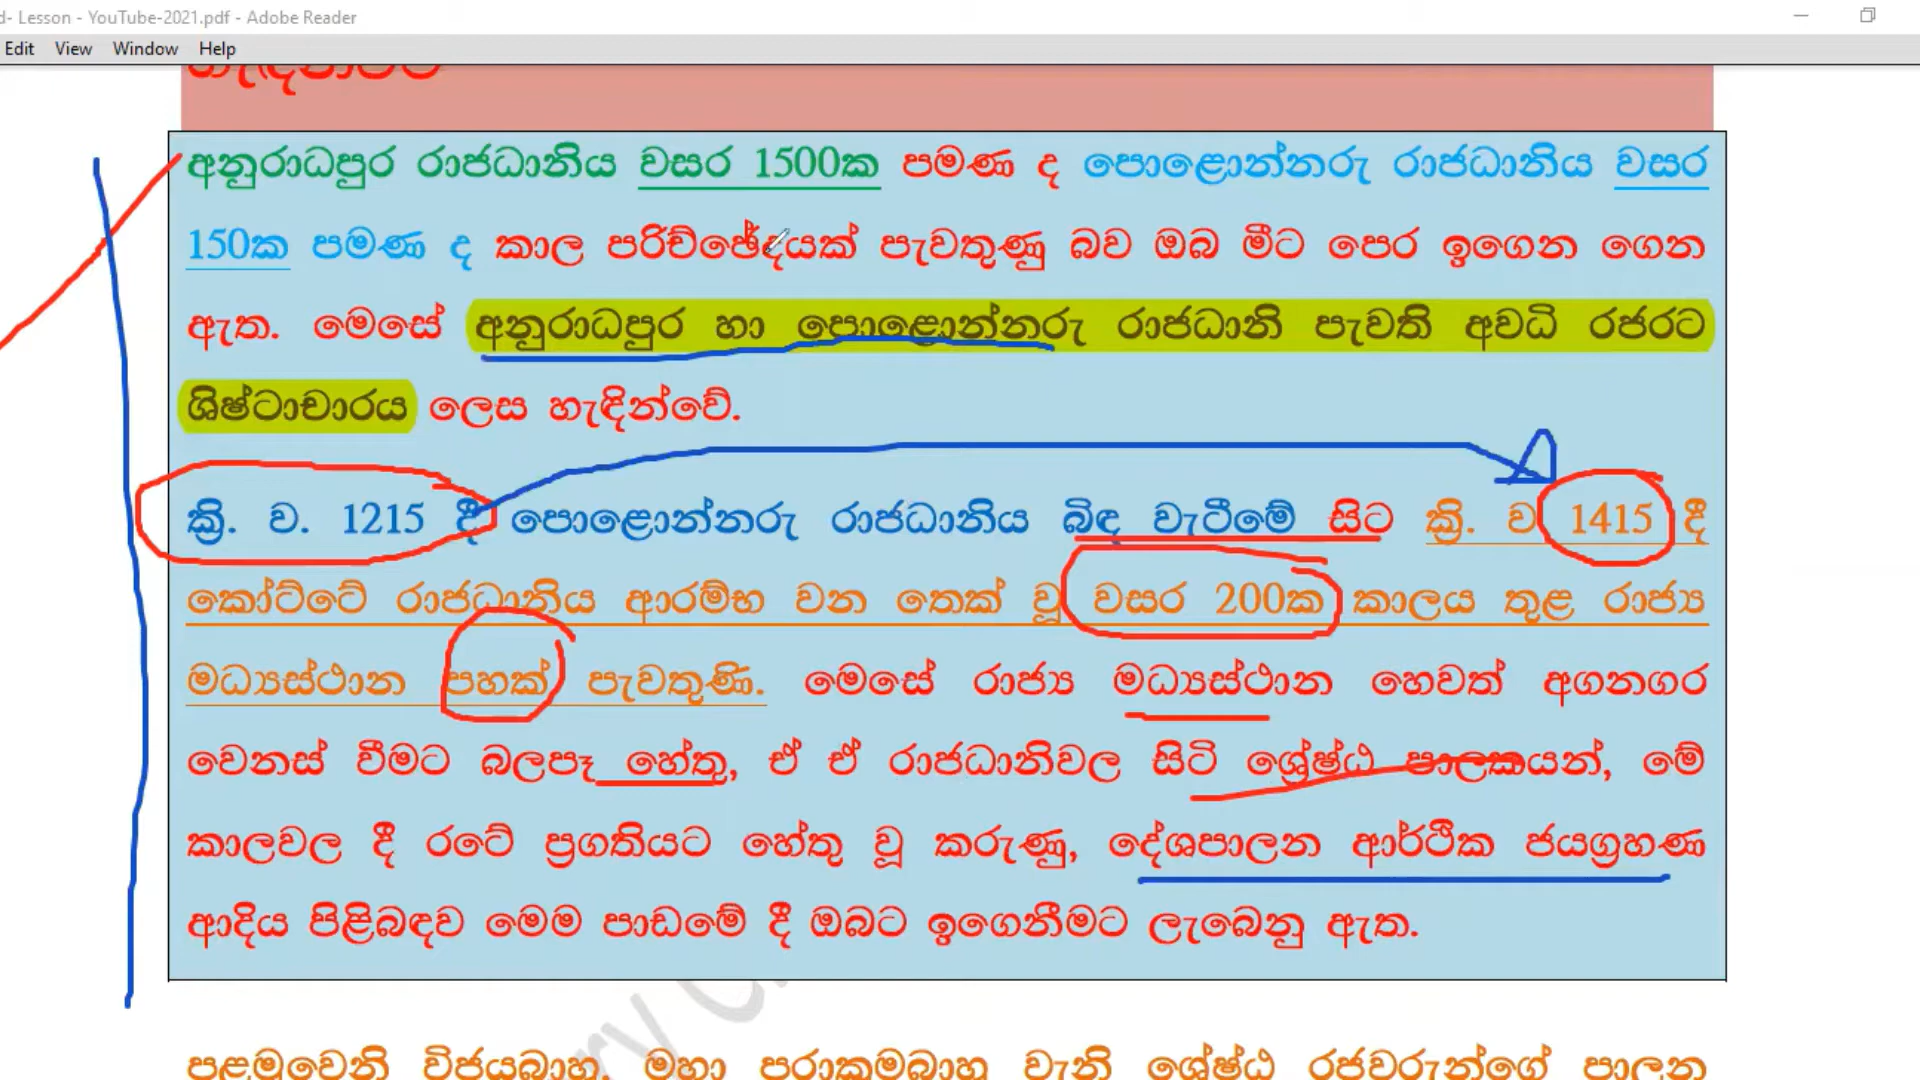 d- Lesson - YouTube-2021.pdf - Adobe Reader
Edit View Window Help
අනුරාධපුර රාජධානිය වසර 1500ක පමණ ද පොළොන්නරු රාජධානිය වසර
150ක පමණ ද කාල පරිච්ඡේදයක් පැවතුණු බව ඔබ මීට පෙර ඉගෙන ගෙන
ඇත. මෙසේ අනුරාධපුර හා පොළොන්නරු රාජධානි පැවති අවධි රජරට
ශිෂ්ටාචාරය ලෙස හැඳින්වේ.
ක්‍රි. ව. 1215 දී පොළොන්නරු රාජධානිය බිඳ වැටීමේ සිට ක්‍රි. ව 1415 දී
කෝට්ටේ රාජධානිය ආරම්භ වන තෙක් වූ වසර 200ක කාලය තුළ රාජ්‍ය
මධ්‍යස්ථාන පහක් පැවතුණි. මෙසේ රාජ්‍ය මධ්‍යස්ථාන හෙවත් අගනගර
වෙනස් වීමට බලපෑ හේතු, ඒ ඒ රාජධානිවල සිටි ශ්‍රේෂ්ඨ පාලකයන්, මේ
කාලවල දී රටේ ප්‍රගතියට හේතු වූ කරුණු, දේශපාලන ආර්ථික ජයග්‍රහණ
ආදිය පිළිබඳව මෙම පාඩමේ දී ඔබට ඉගෙනීමට ලැබෙනු ඇත.
පළමුවෙනි විජයබාහු, මහා පරාක්‍රමබාහු වැනි ශ්‍රේෂ්ඨ රජවරුන්ගේ පාලන